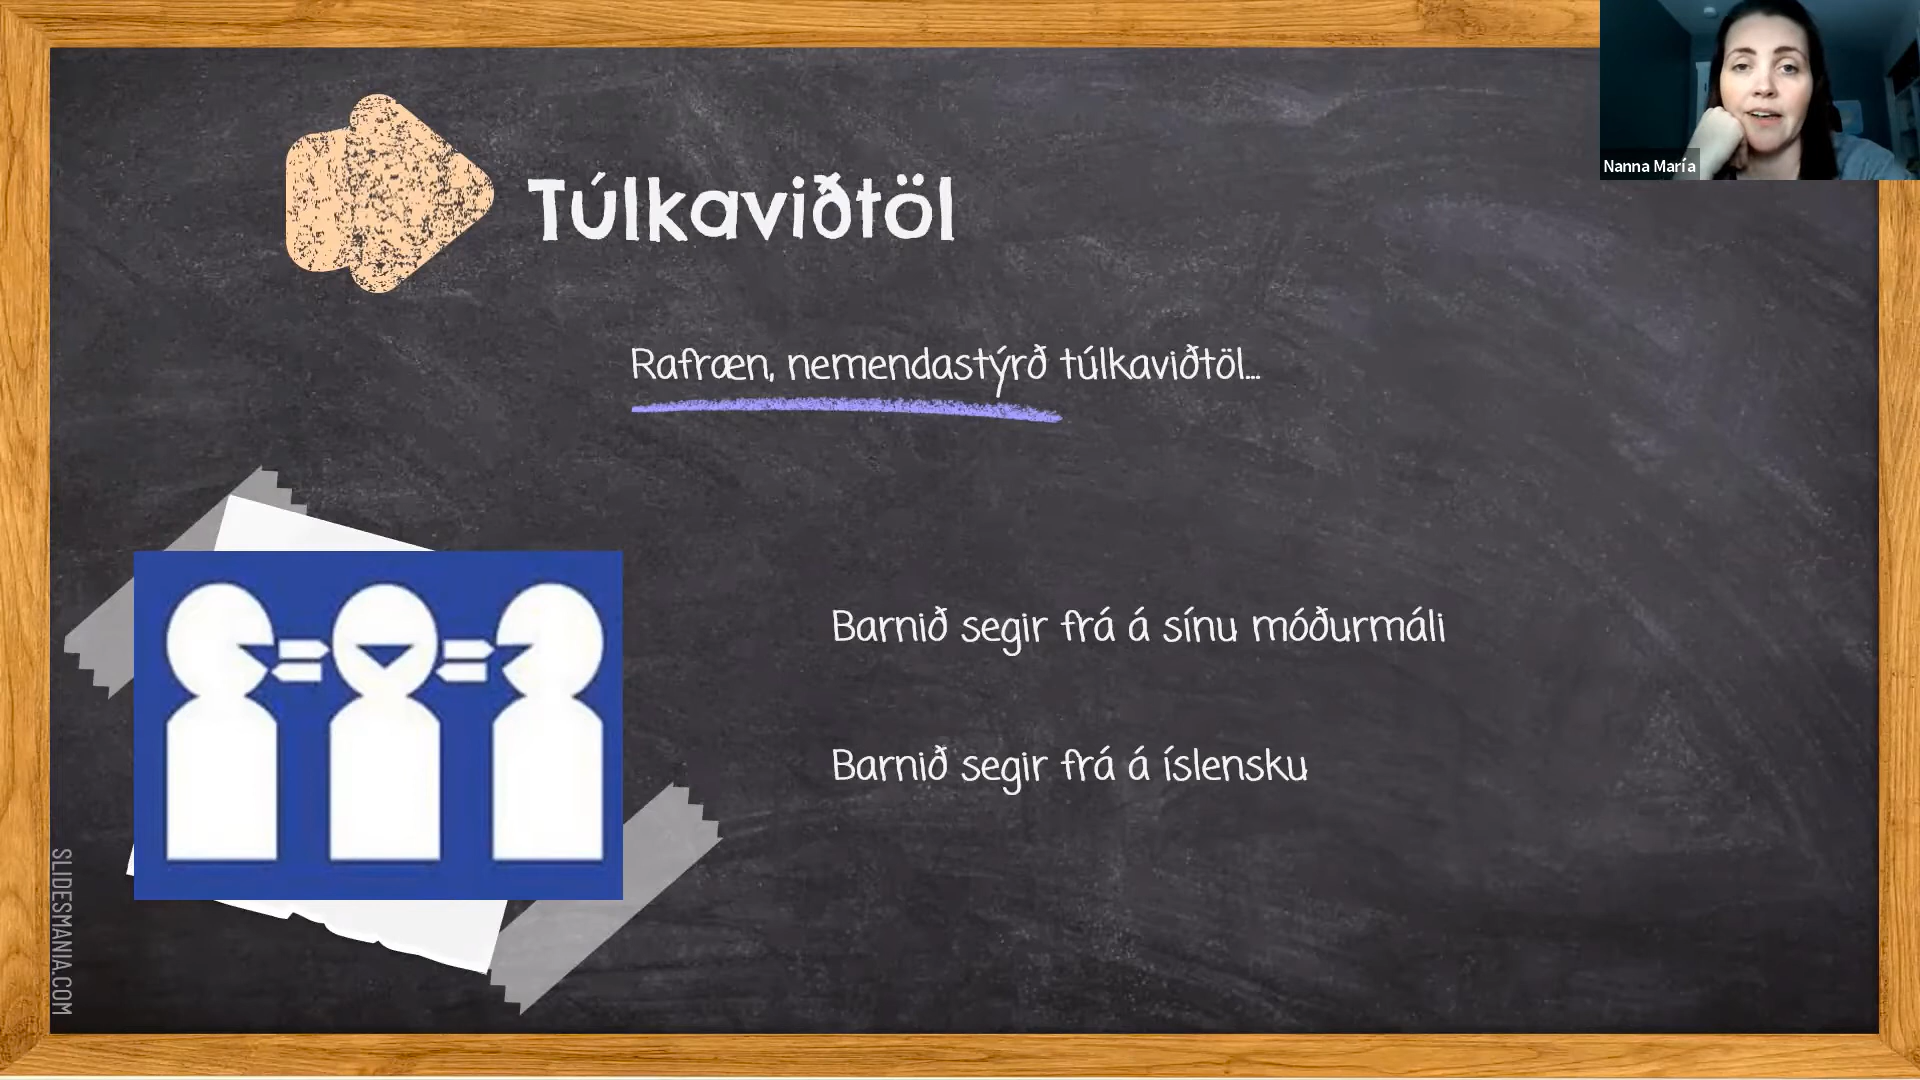 Nanna María
Túlkaviðtöl
Rafræn, nemendastýrð túlkaviðtöl...
Barnið segir frá á sínu móðurmáli
Barnið segir frá á íslensku
SLIDESMANIA.COM